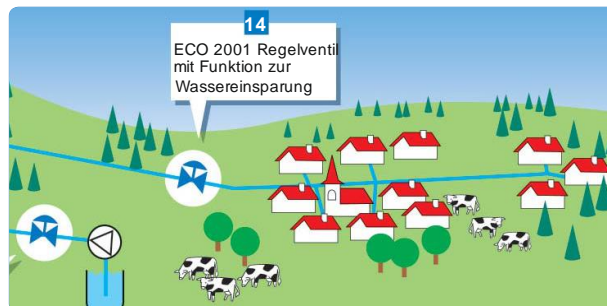 14
ECO 2001 Regelventil
mit Funktion zur
Wassereinsparung